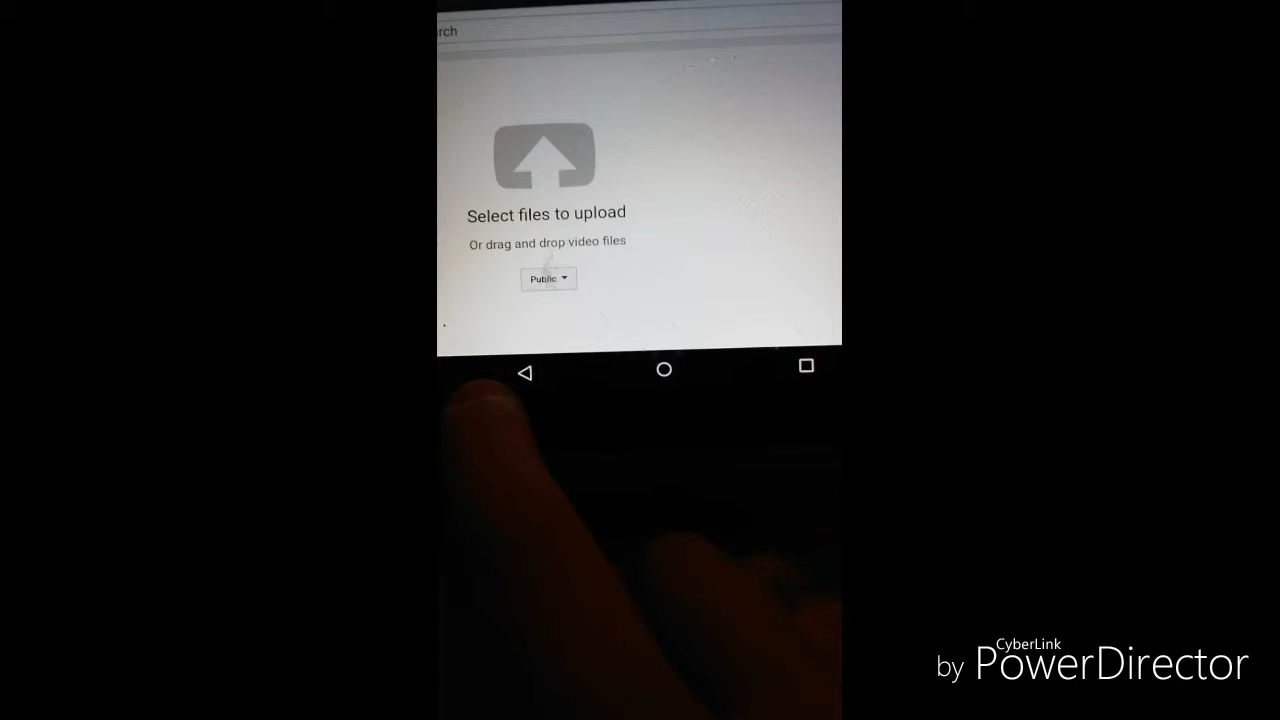 rch
Select files to upload
Or drag and drop video files
Public
CyberLink
by PowerDirector